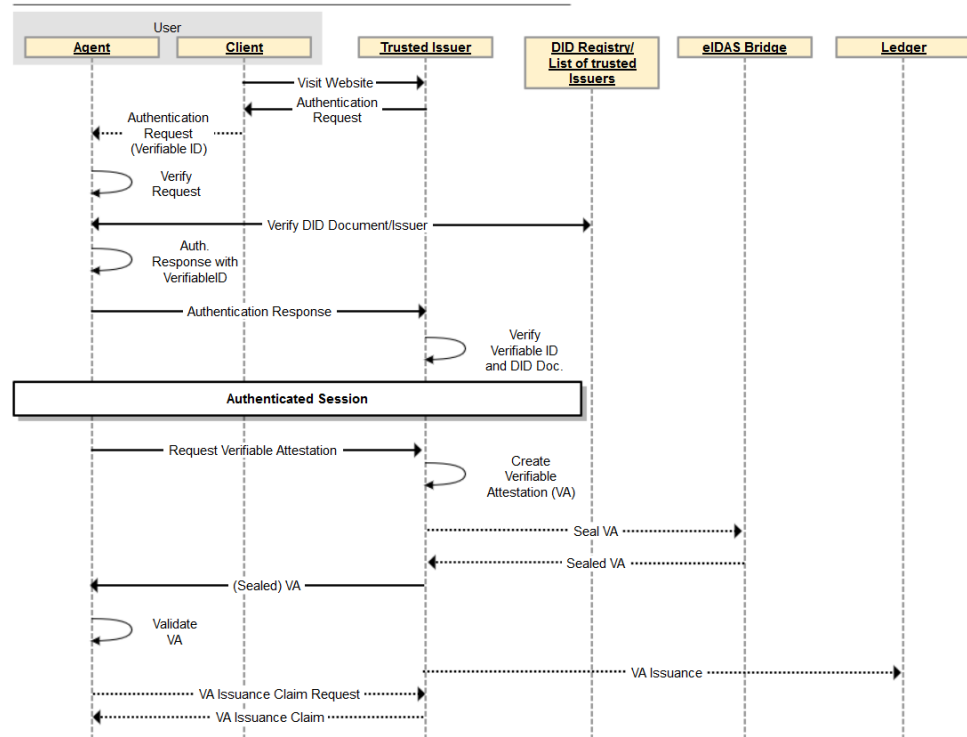 User
Agent
Client
Trusted Issuer
DID Registry/
List of trusted
Issuers
eIDAS Bridge
Ledger
Visit Website
Authentication
Request
Authentication
Request
(Verifiable ID)
Verify
Request
Verify DID Document/Issuer
Auth.
Response with
VerifiableID
Authentication Response
Verify
Verifiable ID
and DID Doc.
Authenticated Session
Request Verifiable Attestation
Create
Verifiable
Attestation (VA)
Seal VA
Sealed VA
(Sealed) VA
Validate
VA
VA Issuance
VA Issuance Claim Request
VA Issuance Claim